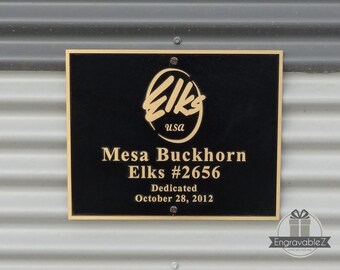 Elks
usa
Mesa Buckhorn
Elks #2656
Dedicated
October 28, 2012
EngravableZ